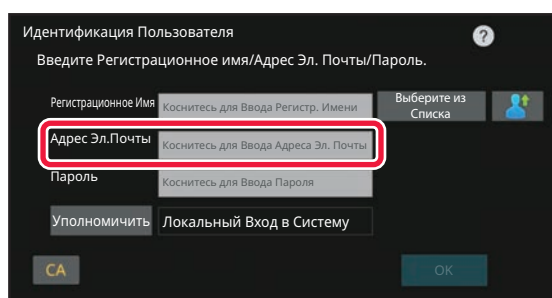 Идентификация Пользователя
?
Введите Регистрационное имя/Адрес Эл. Почты/Пароль.
Регистрационное Имя Коснитесь для Ввода Регистр. Имени Выберите из
Списка
Адрес Эл.Почты Коснитесь для Ввода Адреса Эл. Почты
Пароль Коснитесь для Ввода Пароля
Уполномичить Локальный Вход в Систему
CA OK